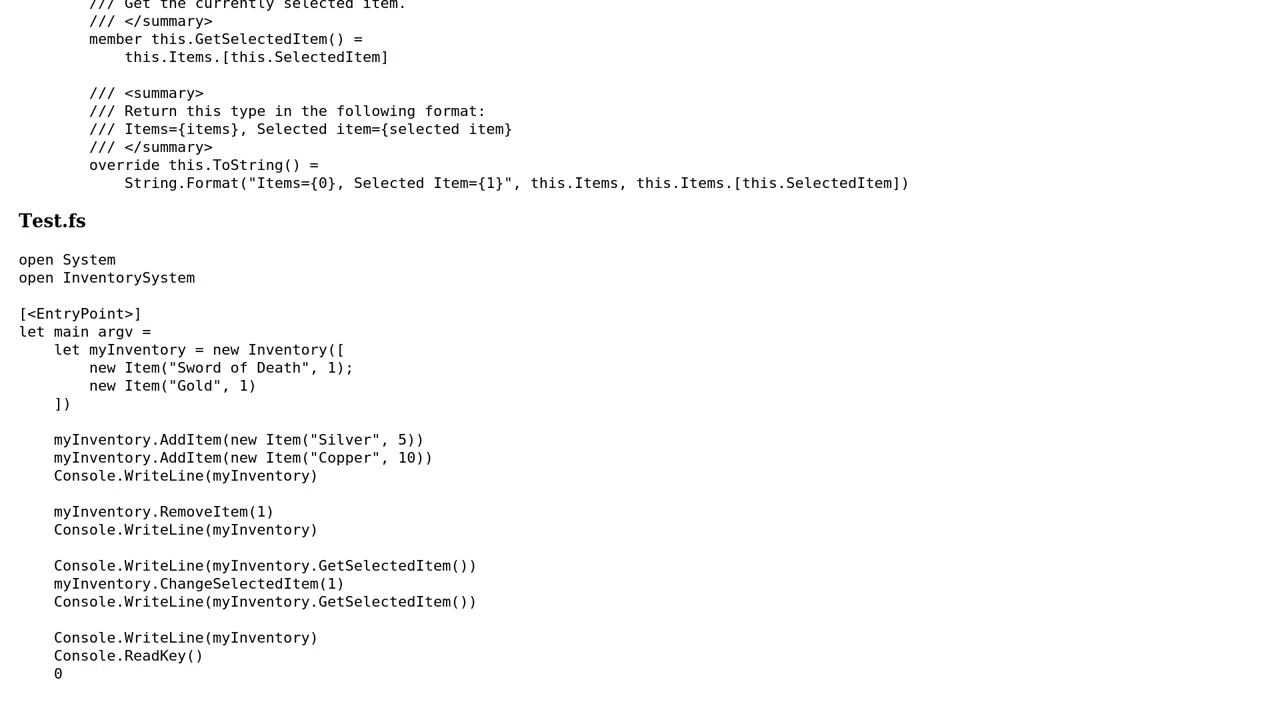 /// Get the currently selected item.
/// </summary>
member this.GetSelectedItem() =
this.Items.[this.SelectedItem]
/// <summary>
/// Return this type in the following format:
/// Items={items}, Selected item={selected item}
/// </summary>
override this.ToString() =
String.Format("Items={0}, Selected Item={1}", this.Items, this.Items.[this.SelectedItem])
Test.fs
open System
open InventorySystem
[<EntryPoint>]
let main argv =
let myInventory = new Inventory([
new Item("Sword of Death", 1);
new Item("Gold", 1)
])
myInventory.AddItem(new Item("Silver", 5))
myInventory.AddItem(new Item("Copper", 10))
Console.WriteLine(myInventory)
myInventory.RemoveItem(1)
Console.WriteLine(myInventory)
Console.WriteLine(myInventory.GetSelectedItem())
myInventory.ChangeSelectedItem(1)
Console.WriteLine(myInventory.GetSelectedItem())
Console.WriteLine(myInventory)
Console.ReadKey()
0